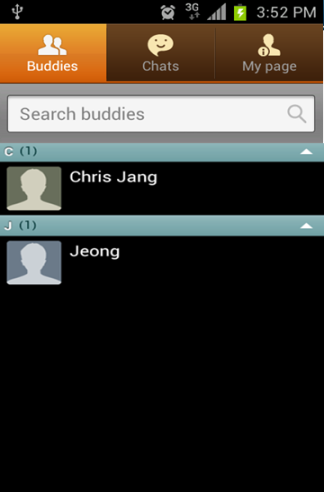 3G 3:52 PM
Buddies Chats My page
Search buddies
C (1)
Chris Jang
J (1)
Jeong